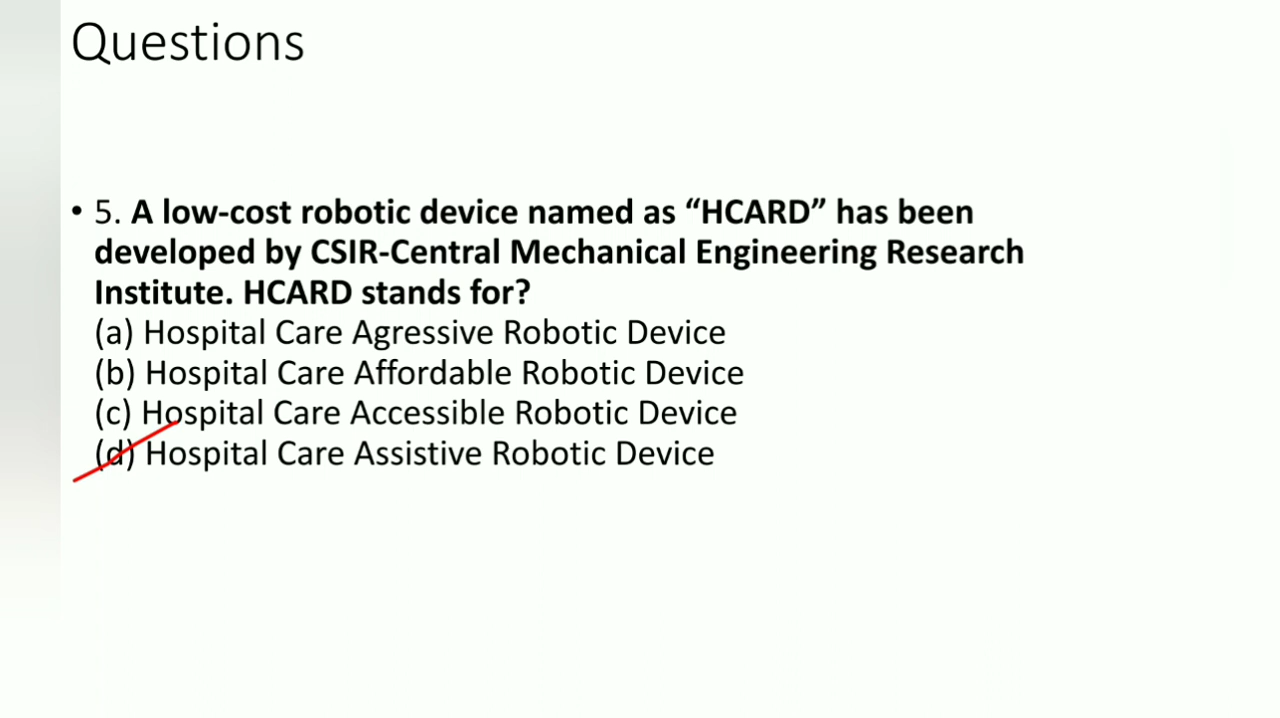 Questions
• 5. A low-cost robotic device named as “HCARD” has been
developed by CSIR-Central Mechanical Engineering Research
Institute. HCARD stands for?
(a) Hospital Care Agressive Robotic Device
(b) Hospital Care Affordable Robotic Device
(c) Hospital Care Accessible Robotic Device
(d) Hospital Care Assistive Robotic Device